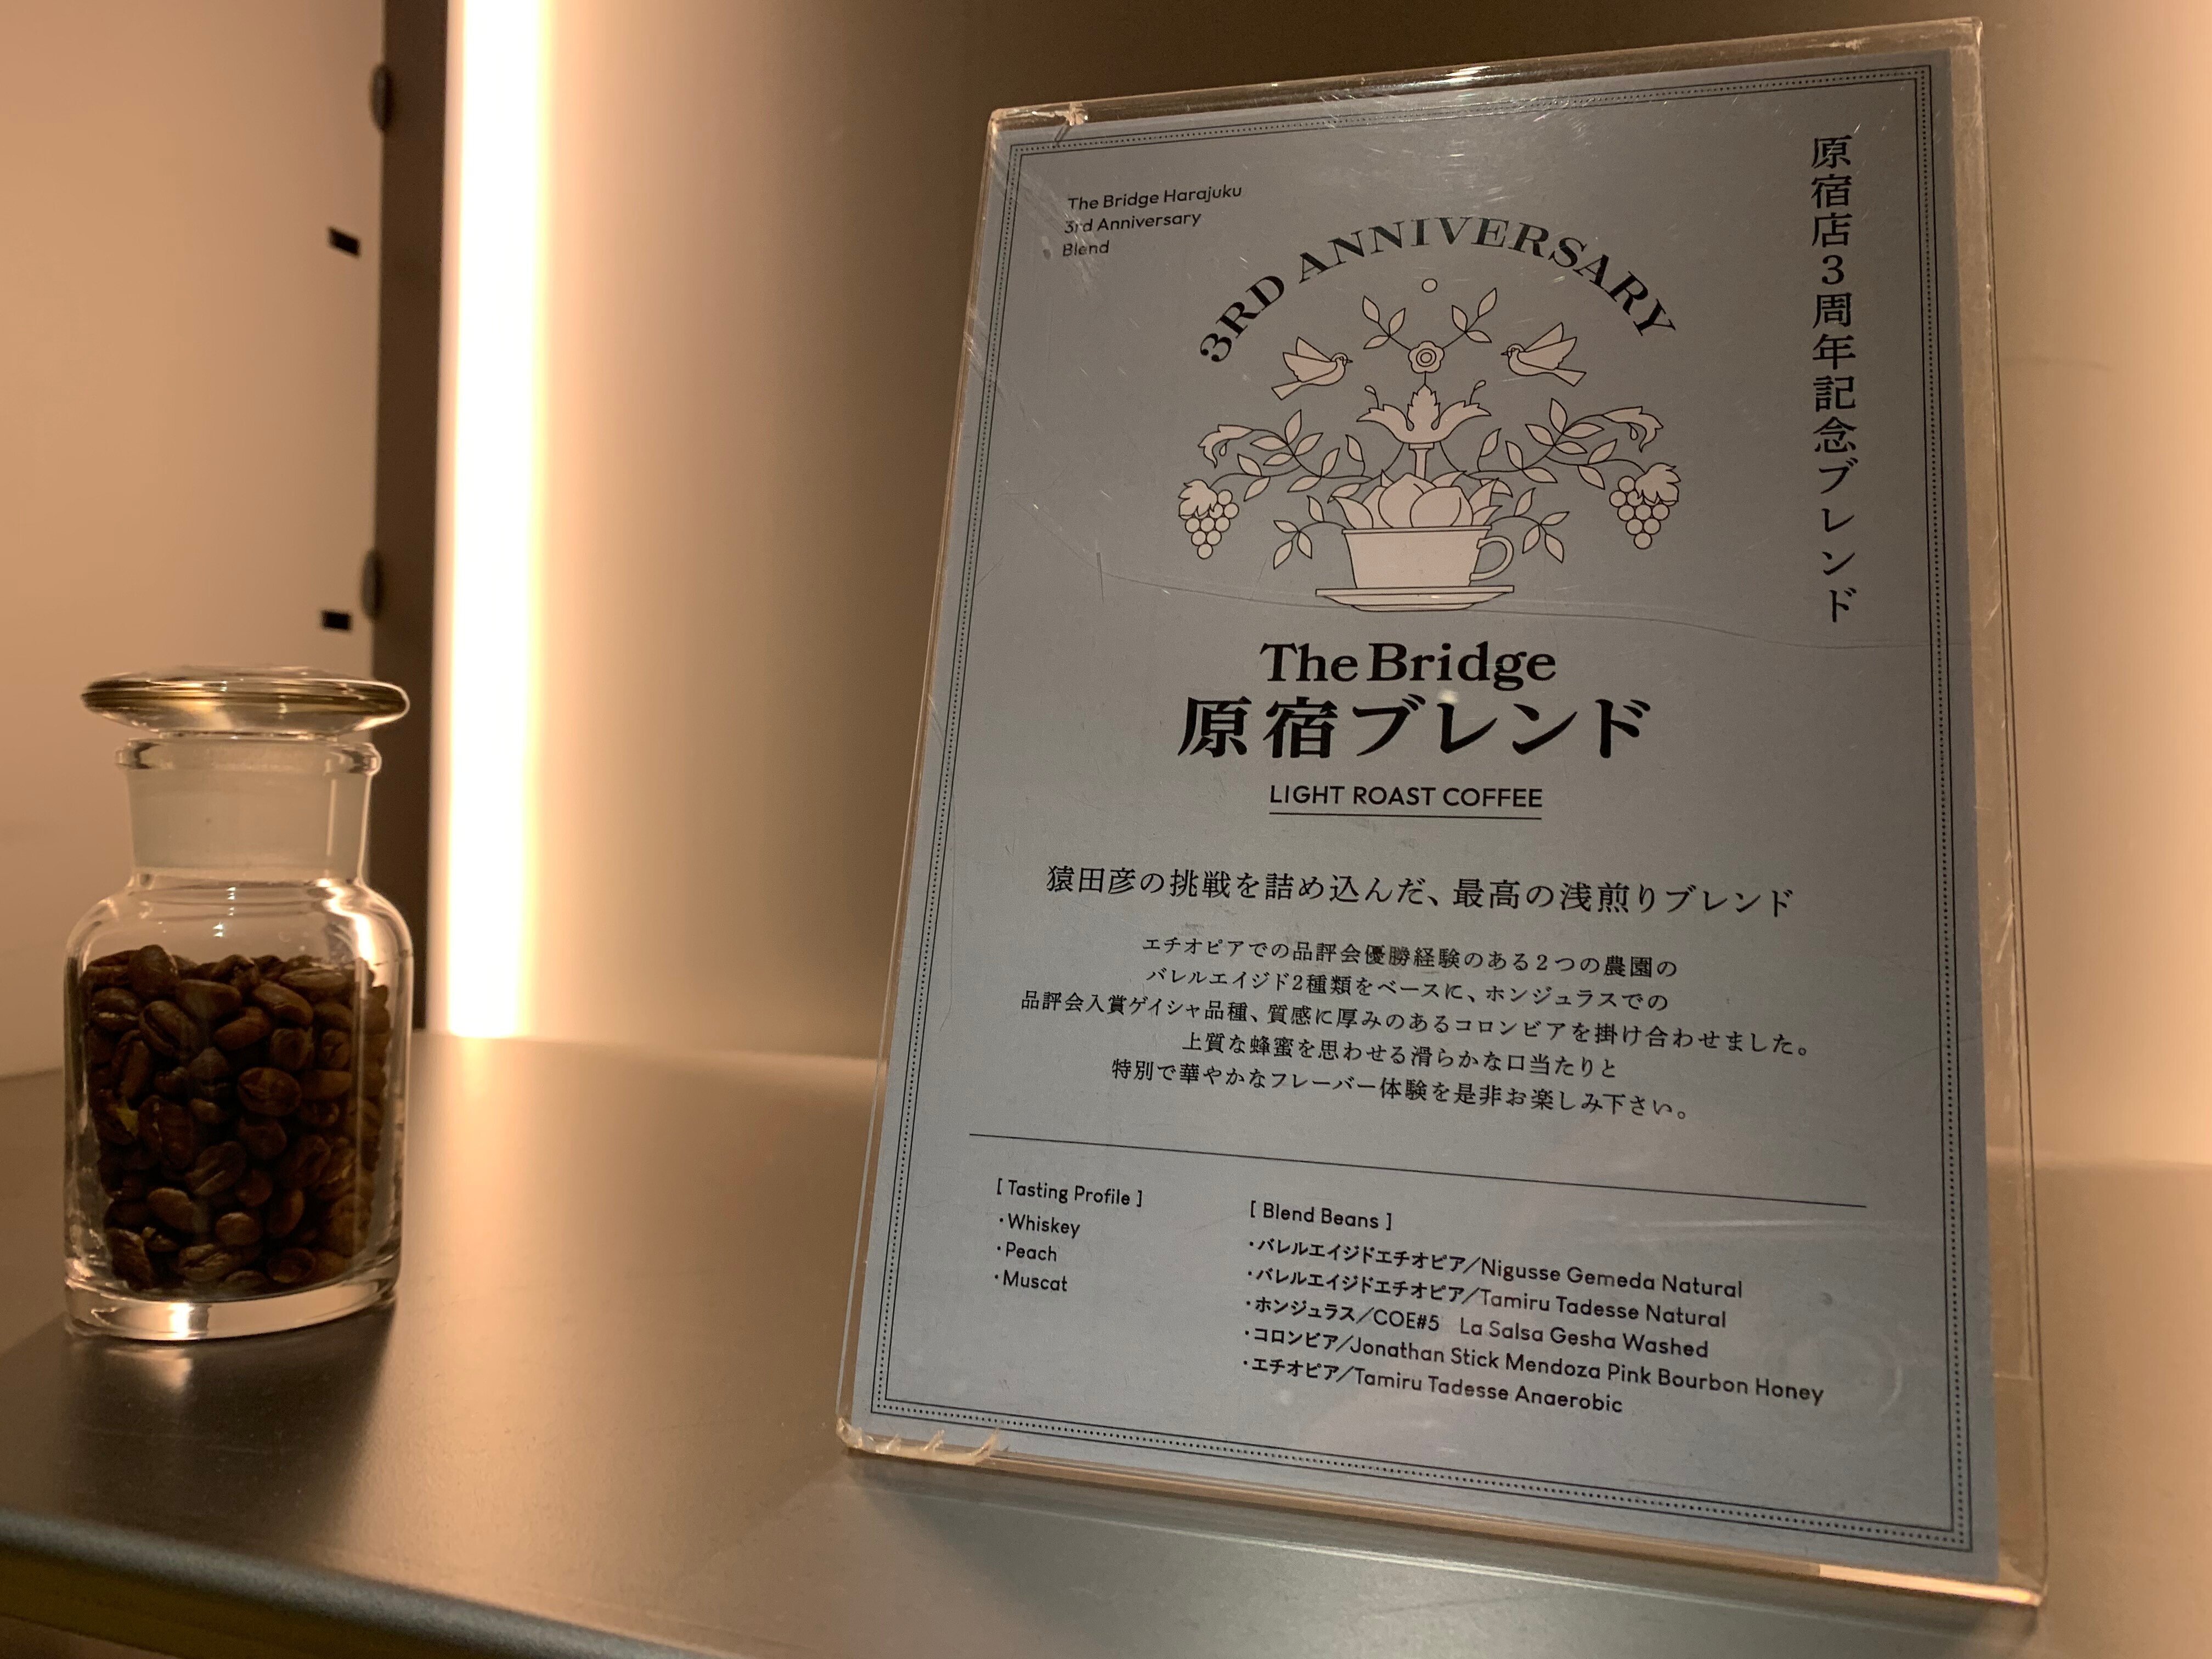 The Bridge Harajuku
3rd Anniversary
Blend
3RD ANNIVERSARY
原宿店3周年記念ブレンド
The Bridge
原宿ブレンド
LIGHT ROAST COFFEE
猿田彦の挑戦を詰め込んだ、最高の浅煎りブレンド
エチオピアでの品評会優勝経験のある2つの農園の
バレルエイジド2種類をベースに、ホンジュラスでの
品評会入賞ゲイシャ品種、質感に厚みのあるコロンビアを掛け合わせました。
上質な蜂蜜を思わせる滑らかな口当たりと
特別で華やかなフレーバー体験を是非お楽しみ下さい。
[ Tasting Profile ]
・Whiskey
・Peach
・Muscat
[ Blend Beans ]
・バレルエイジドエチオピア／Nigusse Gemeda Natural
・バレルエイジドエチオピア／Tamiru Tadesse Natural
・ホンジュラス／COE#5 La Salsa Gesha Washed
・コロンビア／Jonathan Stick Mendoza Pink Bourbon Honey
・エチオピア／Tamiru Tadesse Anaerobic